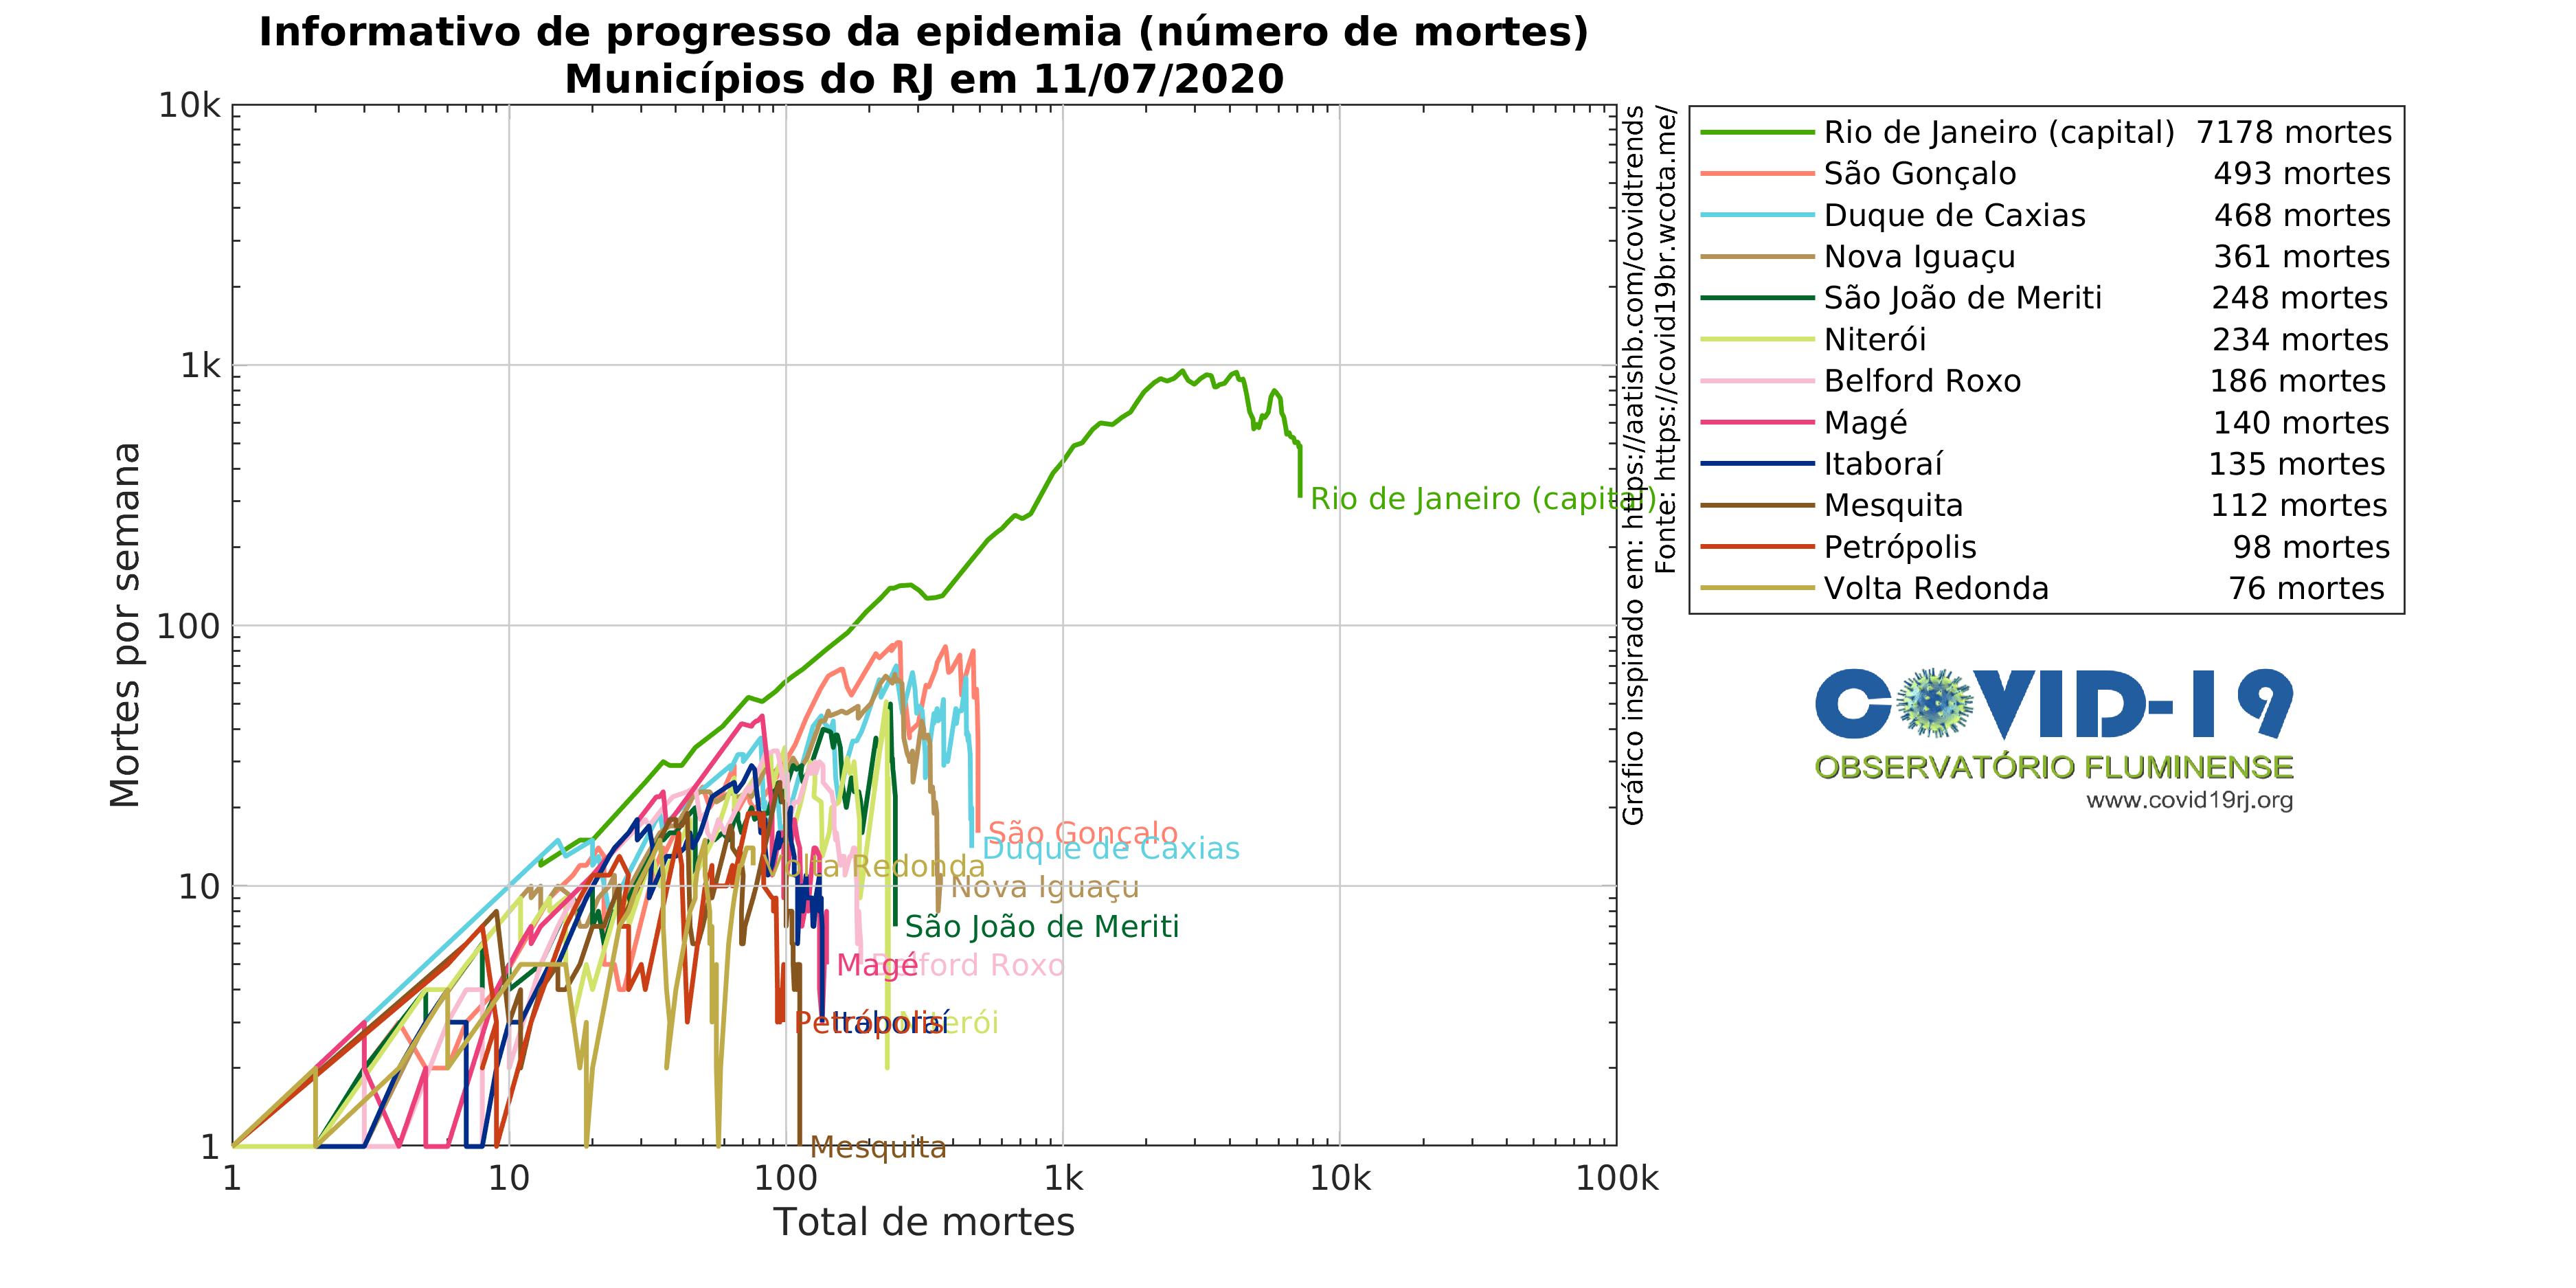 Informativo de progresso da epidemia (número de mortes)
Municípios do RJ em 11/07/2020
10k
1k
100
10
1
Mortes por semana
1
10
100
1k
10k
100k
Total de mortes
Rio de Janeiro (capital)
São Gonçalo
Duque de Caxias
Volta Redonda
Nova Iguaçu
São João de Meriti
Magé
Belford Roxo
Petrópolis
Itaboraí
Niterói
Mesquita
Gráfico inspirado em: https://aatishb.com/covidtrends
Fonte: https://covid19br.wcota.me/
Rio de Janeiro (capital) 7178 mortes
São Gonçalo 493 mortes
Duque de Caxias 468 mortes
Nova Iguaçu 361 mortes
São João de Meriti 248 mortes
Niterói 234 mortes
Belford Roxo 186 mortes
Magé 140 mortes
Itaboraí 135 mortes
Mesquita 112 mortes
Petrópolis 98 mortes
Volta Redonda 76 mortes
COVID-19
OBSERVATÓRIO FLUMINENSE
www.covid19rj.org